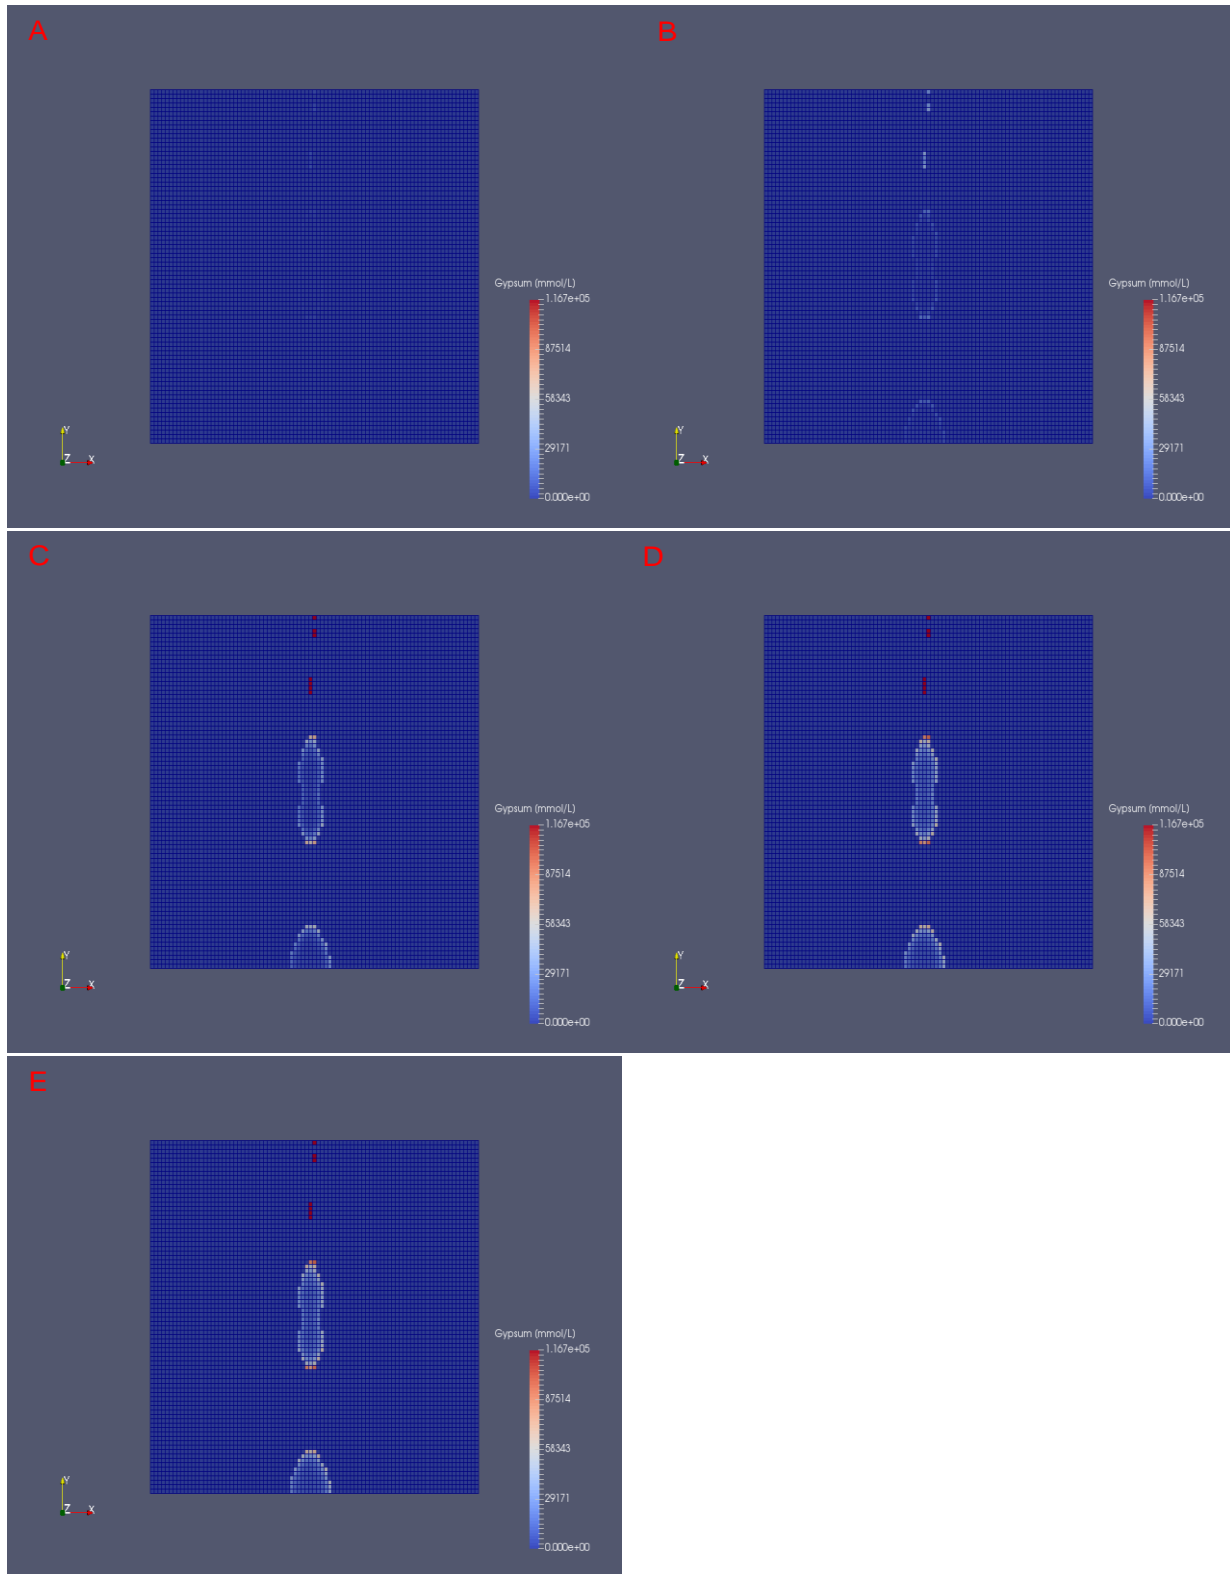 A
B
Gypsum (mmol/L)
1.167e+05
87514
58343
29171
0.000e+00
Y
Z X
Gypsum (mmol/L)
1.167e+05
87514
58343
29171
0.000e+00
Y
Z X
C
D
Gypsum (mmol/L)
1.167e+05
87514
58343
29171
0.000e+00
Y
Z X
Gypsum (mmol/L)
1.167e+05
87514
58343
29171
0.000e+00
Y
Z X
E
Gypsum (mmol/L)
1.167e+05
87514
58343
29171
0.000e+00
Y
Z X